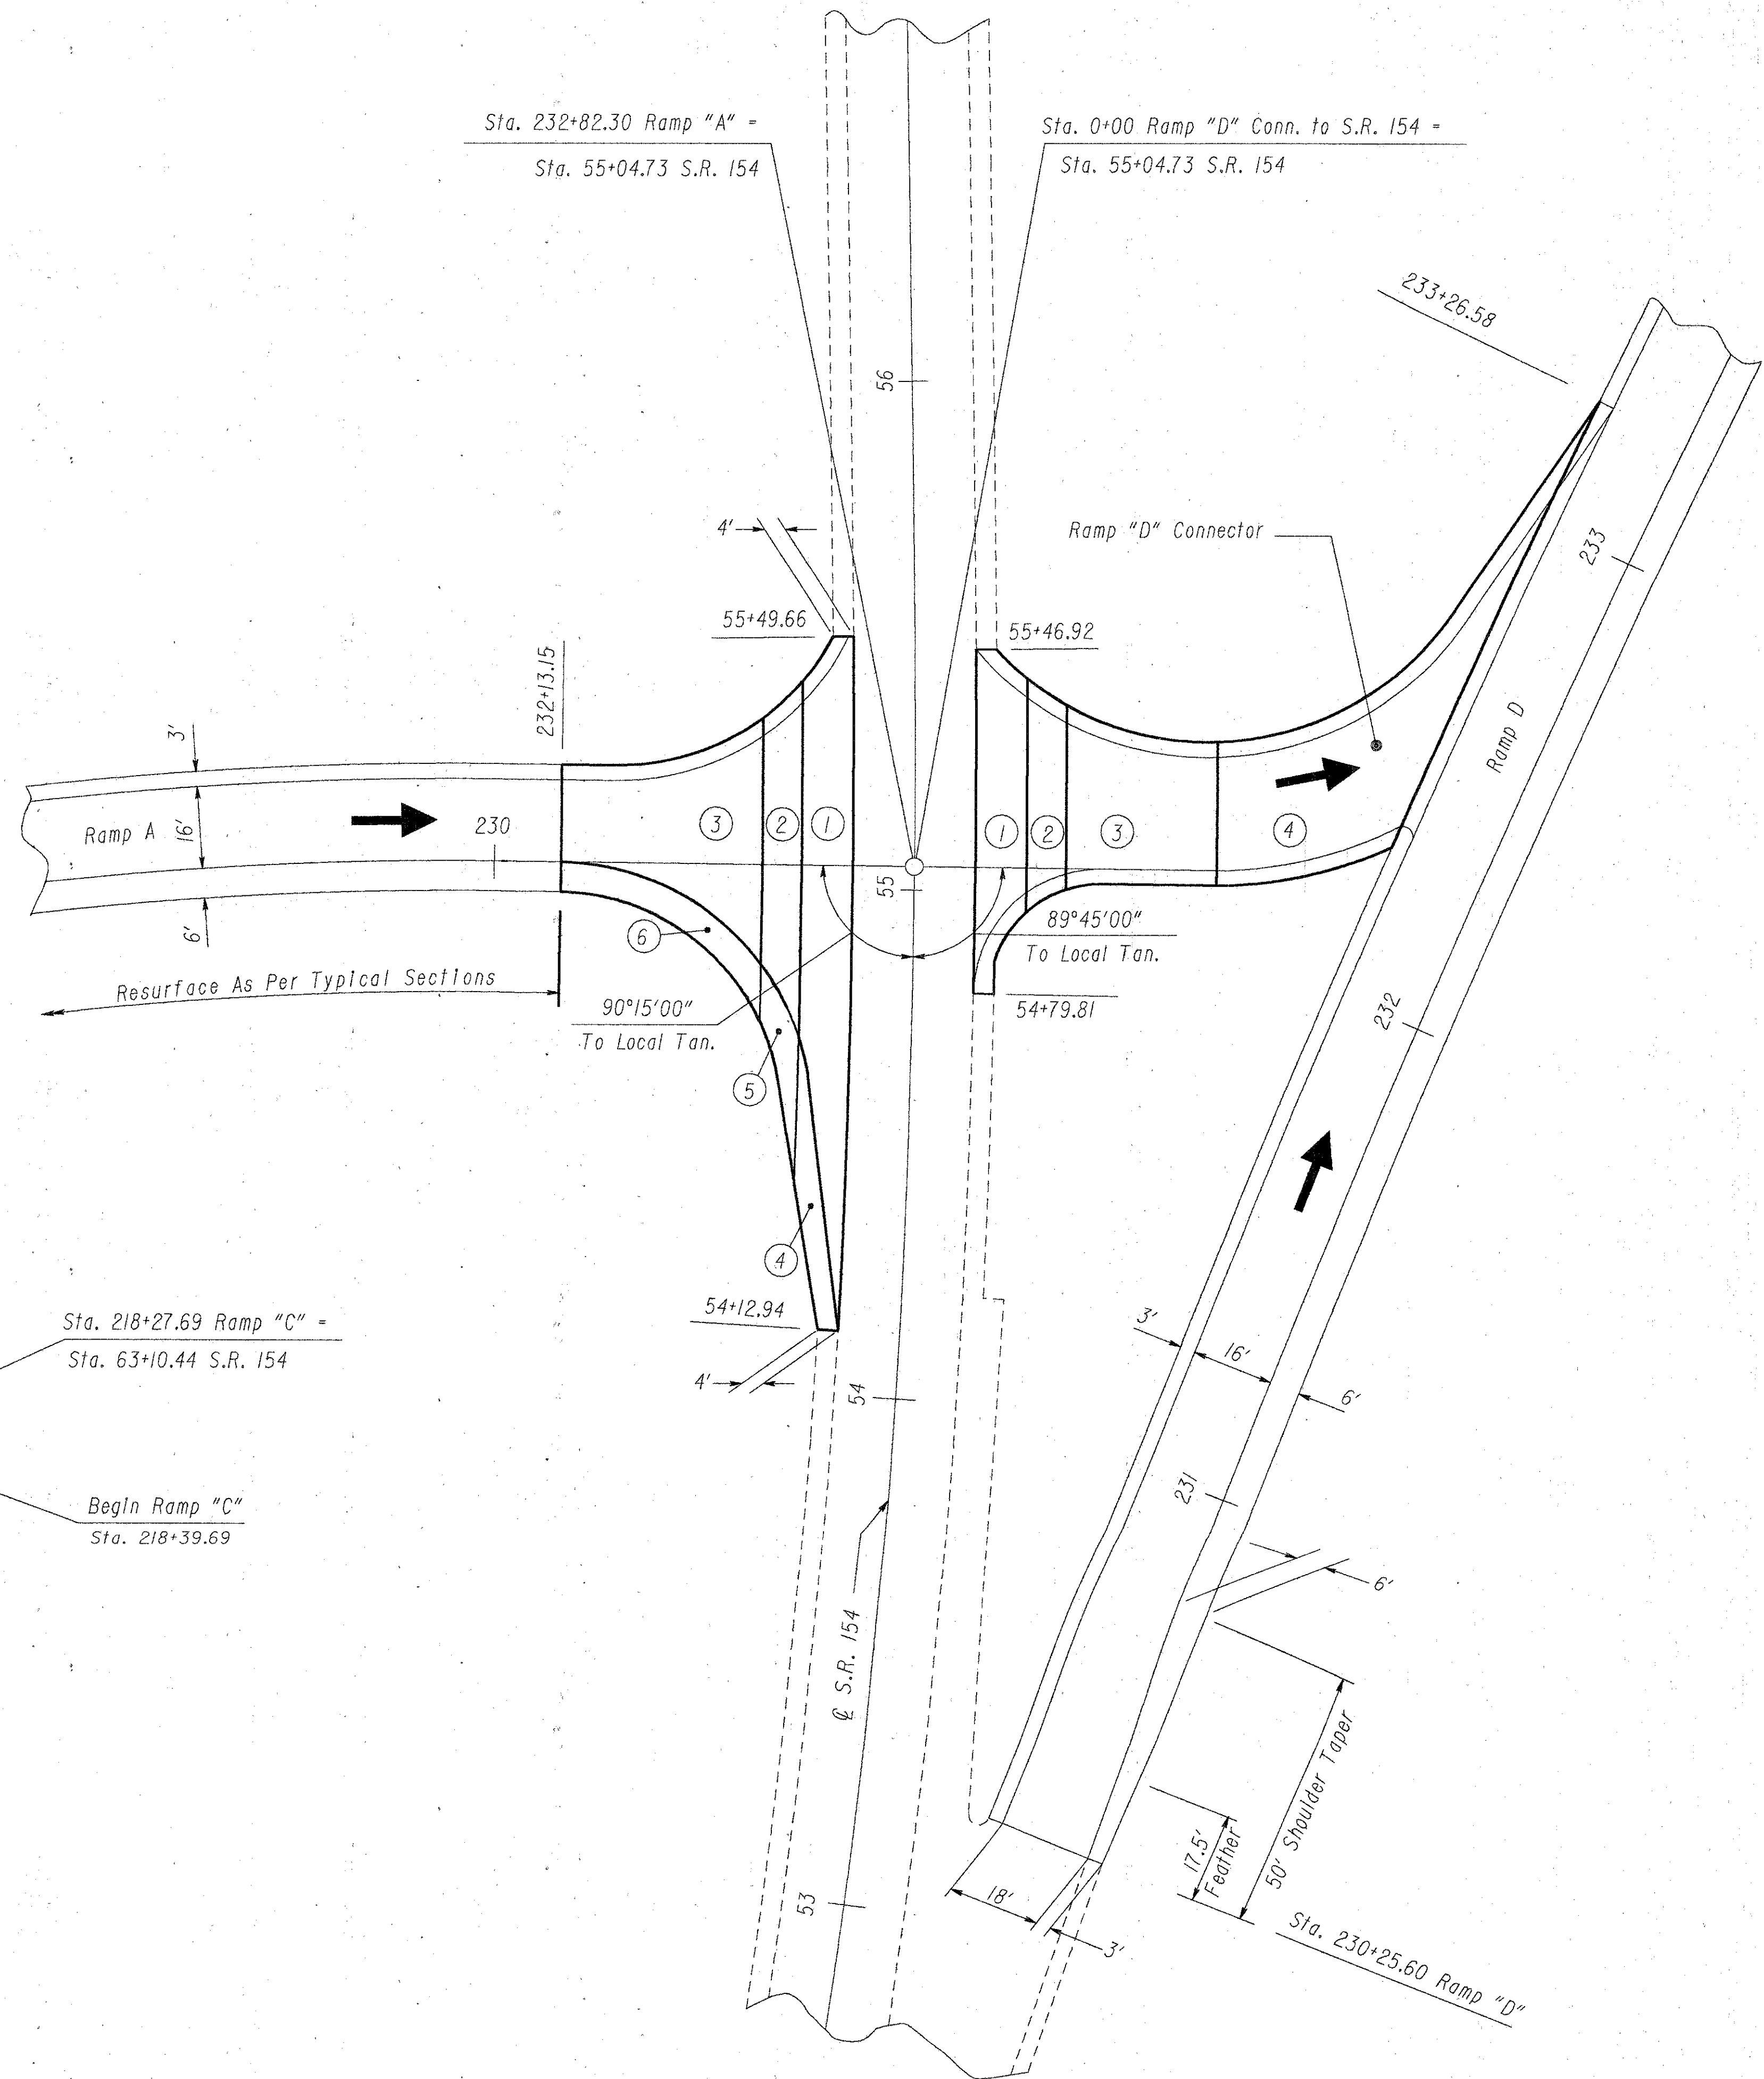 Sta. 232+82.30 Ramp "A" =
Sta. 55+04.73 S.R. 154
Sta. 0+00 Ramp "D" Conn. to S.R. 154 =
Sta. 55+04.73 S.R. 154
233+26.58
56
4'
Ramp "D" Connector
233
55+49.66
55+46.92
232+13.15
3'
Ramp D
Ramp A
16'
230
3
2
1
1
2
3
4
55
6'
6
89°45'00"
To Local Tan.
Resurface As Per Typical Sections
90°15'00"
To Local Tan.
54+79.81
232
5
4
54+12.94
Sta. 218+27.69 Ramp "C" =
Sta. 63+10.44 S.R. 154
3'
16'
6'
4'
54
231
Begin Ramp "C"
Sta. 218+39.69
6'
℄ S.R. 154
50' Shoulder Taper
17.5'
Feather
53
18'
3'
Sta. 230+25.60 Ramp "D"